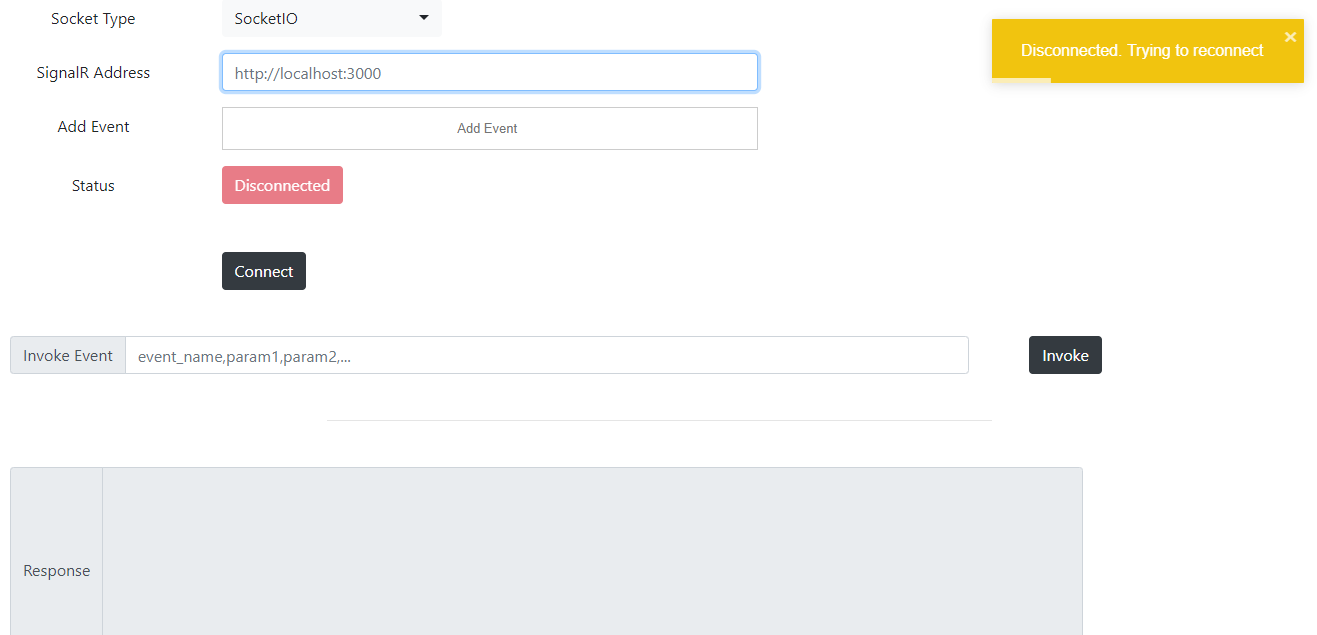 Socket Type
SocketIO
Disconnected. Trying to reconnect
×
SignalR Address
http://localhost:3000
Add Event
Add Event
Status
Disconnected
Connect
Invoke Event
event_name,param1,param2,...
Invoke
Response